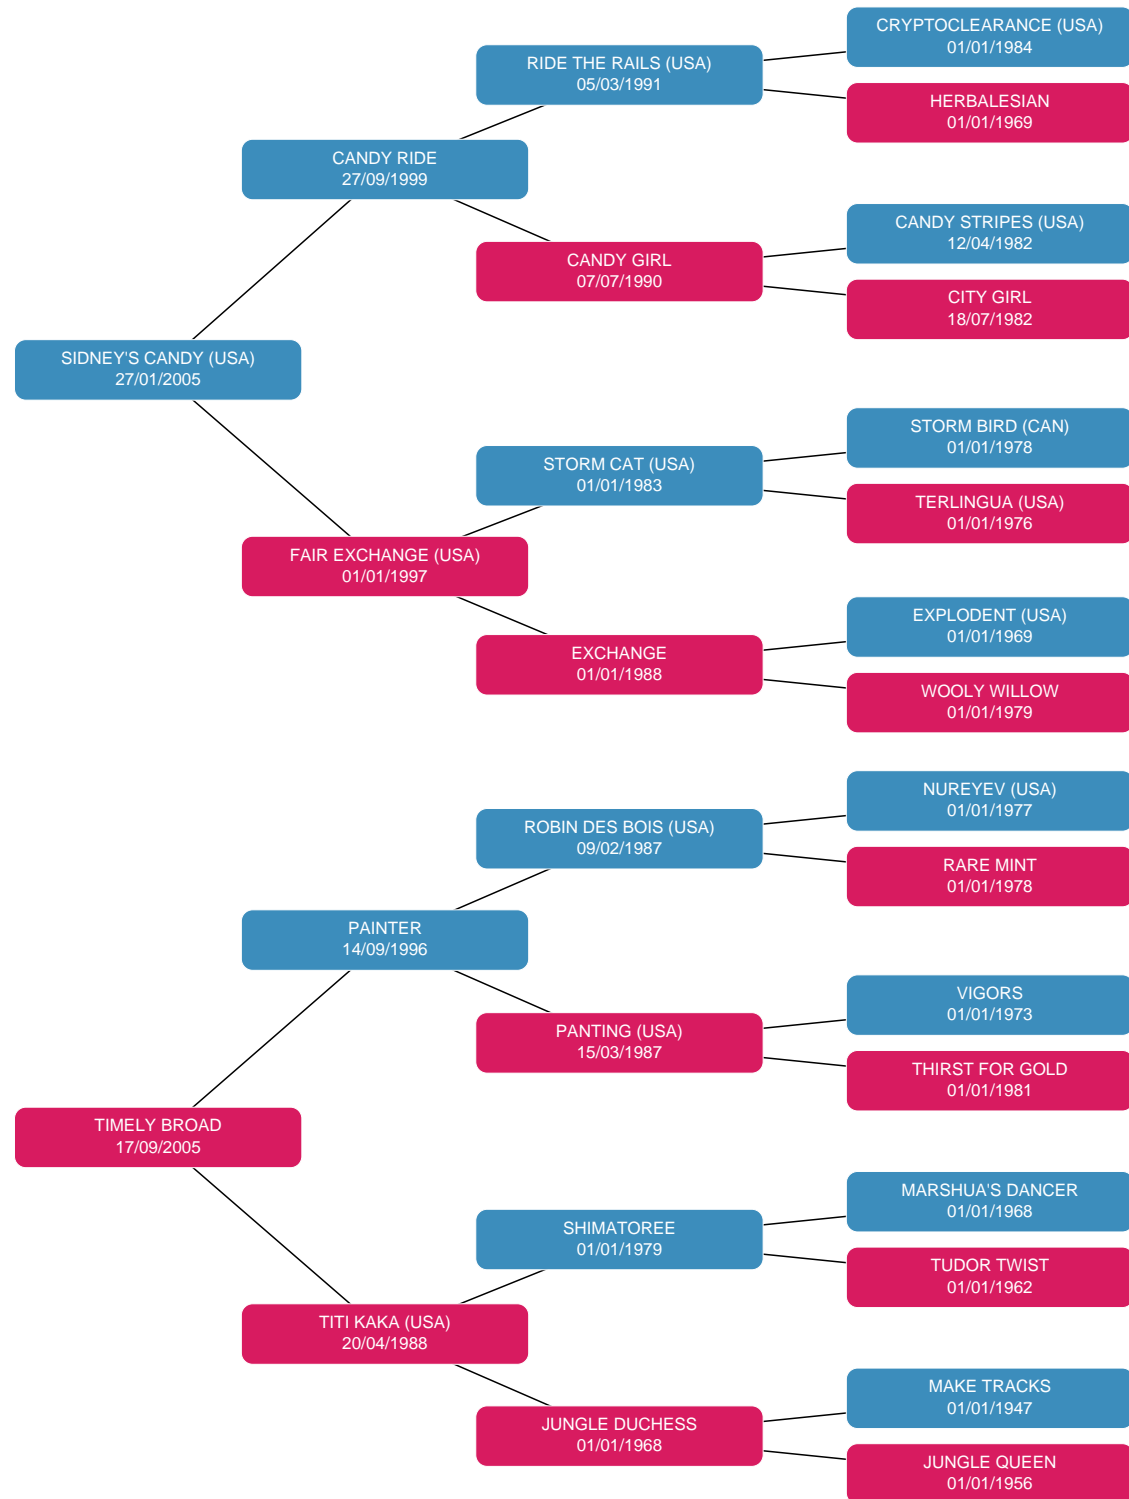 CRYPTOCLEARANCE (USA)
01/01/1984
RIDE THE RAILS (USA)
05/03/1991
HERBALESIAN
01/01/1969
CANDY RIDE
27/09/1999
CANDY STRIPES (USA)
12/04/1982
CANDY GIRL
07/07/1990
CITY GIRL
18/07/1982
SIDNEY'S CANDY (USA)
27/01/2005
STORM BIRD (CAN)
01/01/1978
STORM CAT (USA)
01/01/1983
TERLINGUA (USA)
01/01/1976
FAIR EXCHANGE (USA)
01/01/1997
EXPLODENT (USA)
01/01/1969
EXCHANGE
01/01/1988
WOOLY WILLOW
01/01/1979
NUREYEV (USA)
01/01/1977
ROBIN DES BOIS (USA)
09/02/1987
RARE MINT
01/01/1978
PAINTER
14/09/1996
VIGORS
01/01/1973
PANTING (USA)
15/03/1987
THIRST FOR GOLD
01/01/1981
TIMELY BROAD
17/09/2005
MARSHUA'S DANCER
01/01/1968
SHIMATOREE
01/01/1979
TUDOR TWIST
01/01/1962
TITI KAKA (USA)
20/04/1988
MAKE TRACKS
01/01/1947
JUNGLE DUCHESS
01/01/1968
JUNGLE QUEEN
01/01/1956